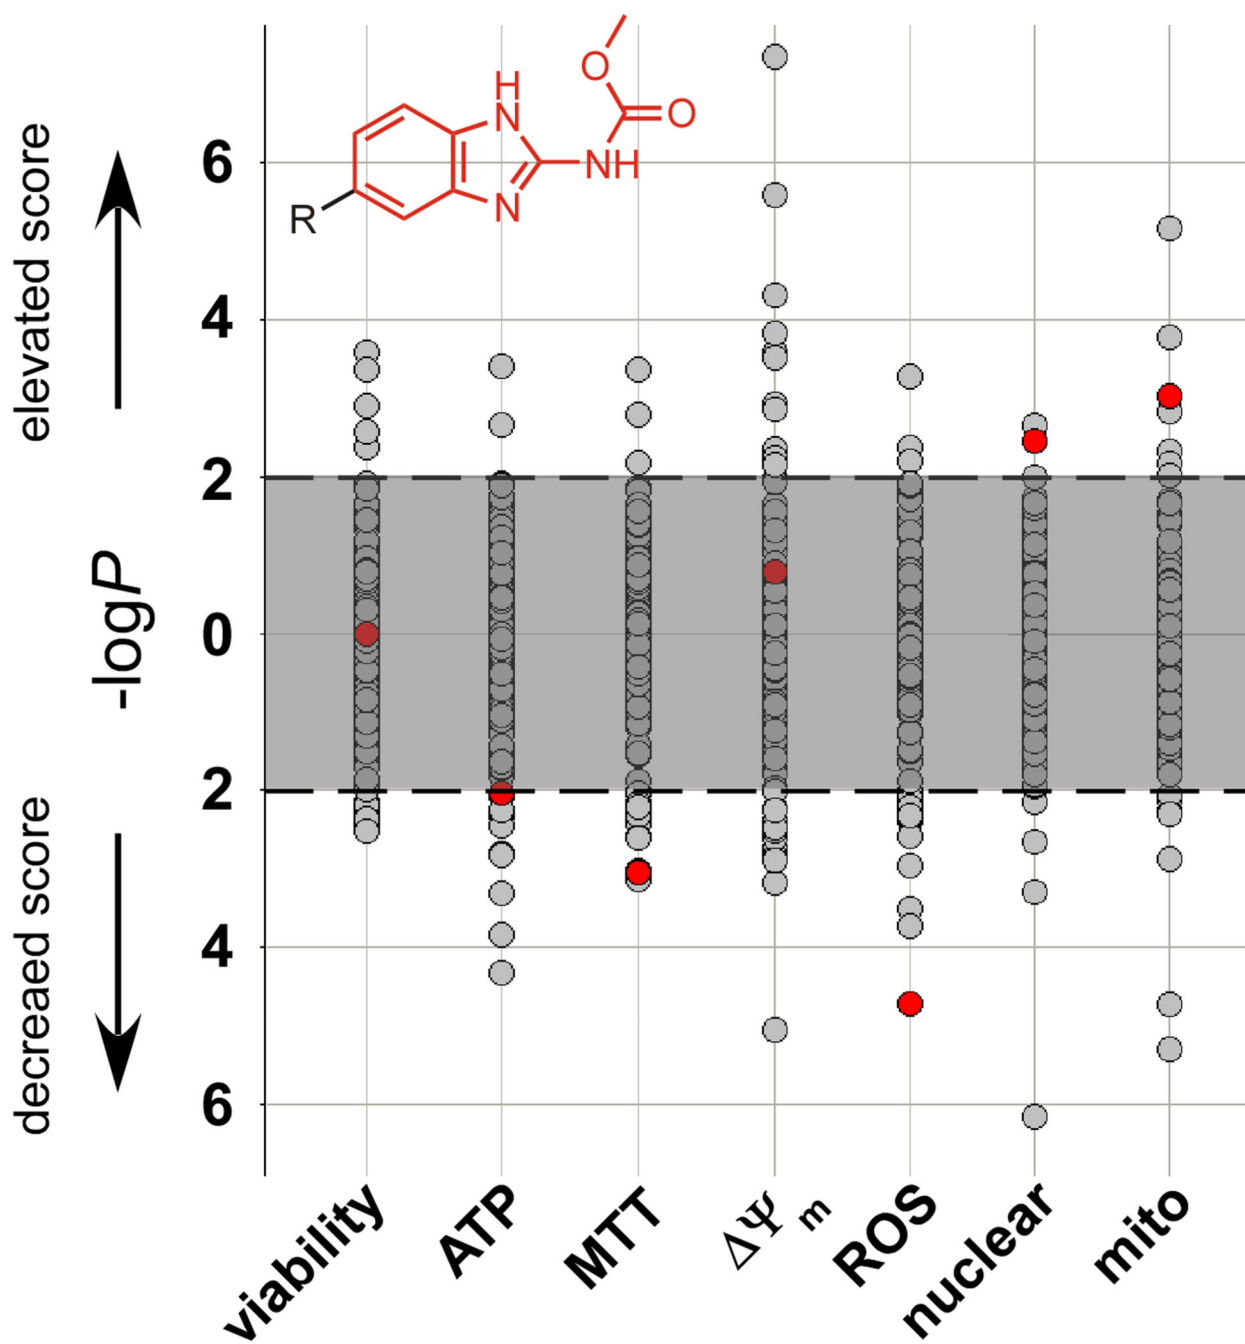 elevated score
-logP
decreaed score
6
4
2
0
2
4
6
H
N
N
NH
O
O
R
viability
ATP
MTT
ΔΨm
ROS
nuclear
mito